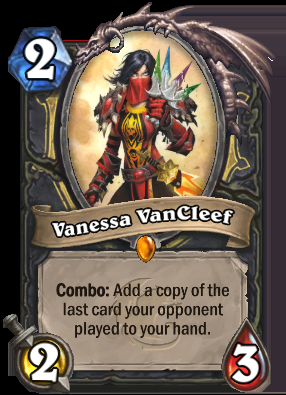 2
Vanessa VanCleef
Combo: Add a copy of the
last card your opponent
played to your hand.
2
3